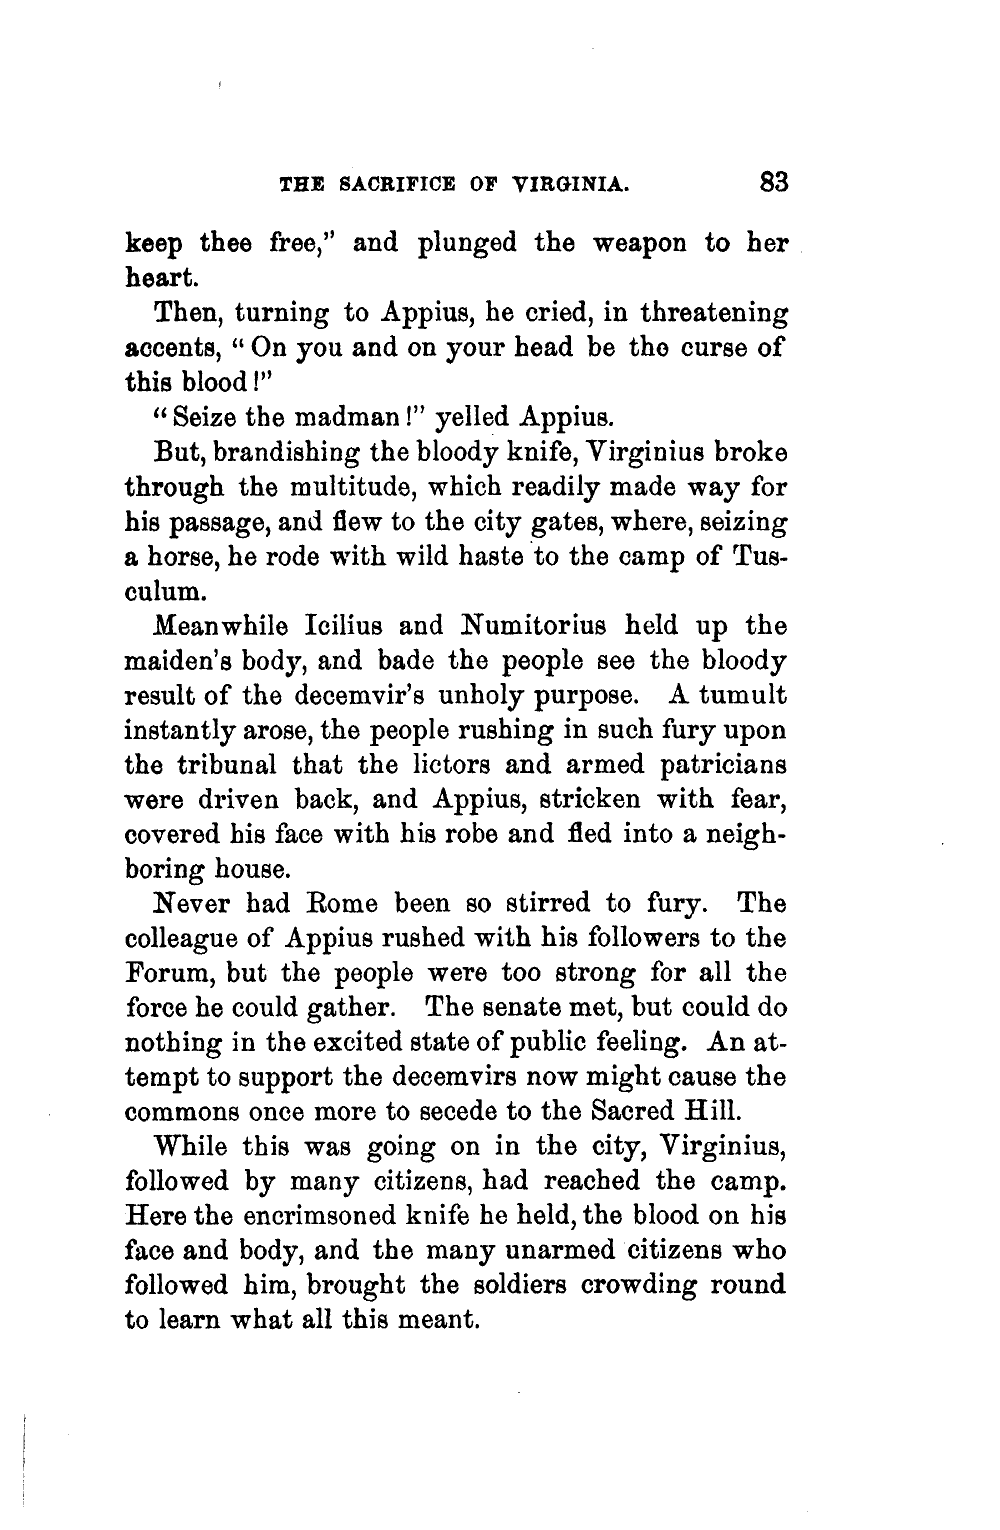 THE SACRIFICE OF VIRGINIA. 83
keep thee free,” and plunged the weapon to her
heart.
Then, turning to Appius, he cried, in threatening
accents, “On you and on your head be the curse of
this blood!”
“Seize the madman!” yelled Appius.
But, brandishing the bloody knife, Virginius broke
through the multitude, which readily made way for
his passage, and flew to the city gates, where, seizing
a horse, he rode with wild haste to the camp of Tus-
culum.
Meanwhile Icilius and Numitorius held up the
maiden’s body, and bade the people see the bloody
result of the decemvir’s unholy purpose. A tumult
instantly arose, the people rushing in such fury upon
the tribunal that the lictors and armed patricians
were driven back, and Appius, stricken with fear,
covered his face with his robe and fled into a neigh-
boring house.
Never had Rome been so stirred to fury. The
colleague of Appius rushed with his followers to the
Forum, but the people were too strong for all the
force he could gather. The senate met, but could do
nothing in the excited state of public feeling. An at-
tempt to support the decemvirs now might cause the
commons once more to secede to the Sacred Hill.
While this was going on in the city, Virginius,
followed by many citizens, had reached the camp.
Here the encrimsoned knife he held, the blood on his
face and body, and the many unarmed citizens who
followed him, brought the soldiers crowding round
to learn what all this meant.